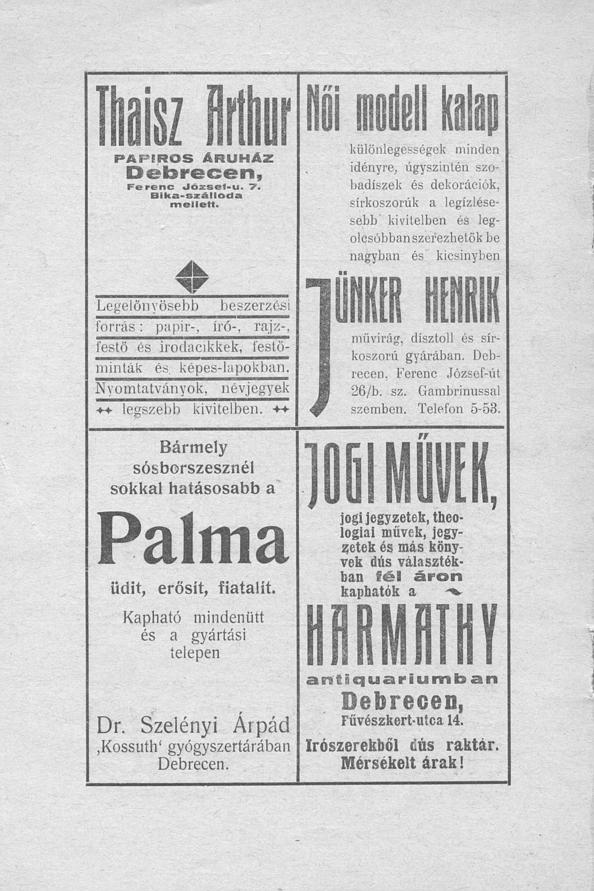 Thaisz Arthur
PAPIROS ÁRUHÁZ
Debrecen,
Ferenc József-u. 7.
Bika-szálloda
mellett.
Legelőnyösebb beszerzési
forrás : papir-, író-, rajz-,
festő és irodacikkek, festő-
minták és képes-lapokban.
Nyomtatványok, névjegyek
legszebb kivitelben.
Női modell kalap
különlegességek minden
idényre, úgyszintén szo-
badíszek és dekorációk,
sírkoszorúk a legízlése-
sebb kivitelben és leg-
olcsóbban szerezhetők be
nagyban és kicsinyben
JÜNKER HENRIK
művirág, dísztoll és sír-
koszorú gyárában. Deb-
recen, Ferenc József-út
26/b. sz. Gambrinussal
szemben. Telefon 5-53.
Bármely
sósborszesznél
sokkal hatásosabb a
Palma
üdit, erősit, fiatalit.
Kapható mindenütt
és a gyártási
telepen
Dr. Szelényi Árpád
‚Kossuth‘ gyógyszertárában
Debrecen.
JOGI MŰVEK,
jogi jegyzetek, theo-
logiai művek, jegy-
zetek és más köny-
vek dús választék-
ban fél áron
kaphatók a
HARMATHY
antiquariumban
Debrecen,
Füvészkert-utca 14.
Irószerekből dús raktár.
Mérsékelt árak!